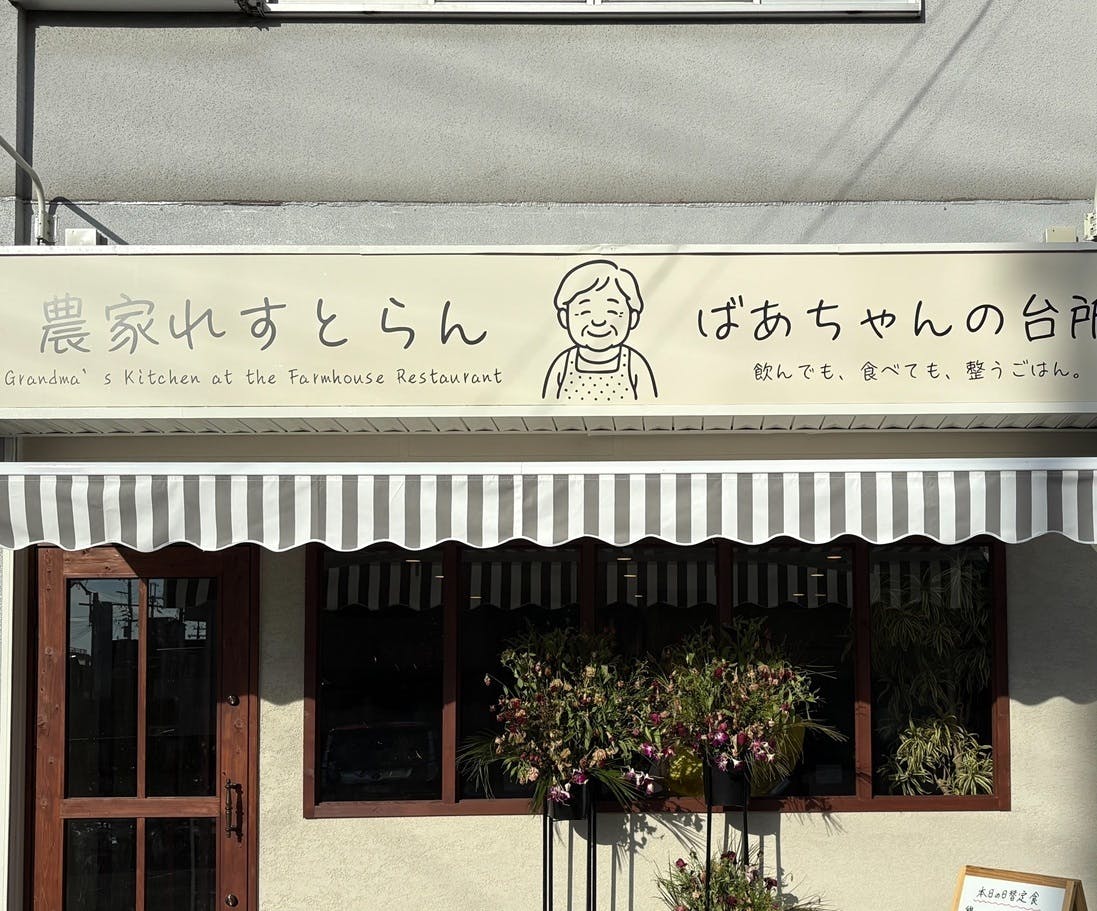 農家れすとらん
Grandma's Kitchen at the Farmhouse Restaurant
ばあちゃんの台所
飲んでも、食べても、整うごはん。
本日の日替定食